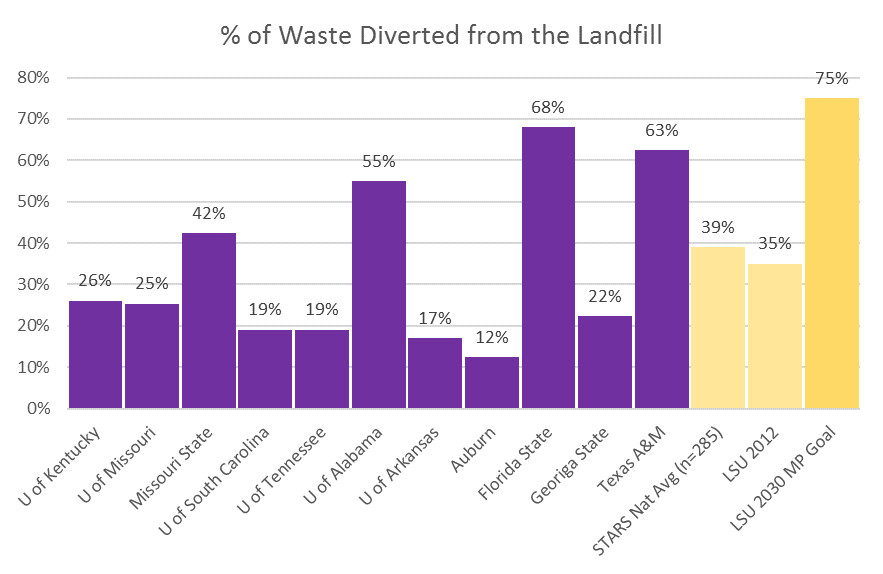 % of Waste Diverted from the Landfill
80%
70%
60%
50%
40%
30%
20%
10%
0%
26%
25%
42%
19%
19%
55%
17%
12%
68%
22%
63%
39%
35%
75%
U of Kentucky
U of Missouri
Missouri State
U of South Carolina
U of Tennessee
U of Alabama
U of Arkansas
Auburn
Florida State
Georiga State
Texas A&M
STARS Nat Avg (n=285)
LSU 2012
LSU 2030 MP Goal